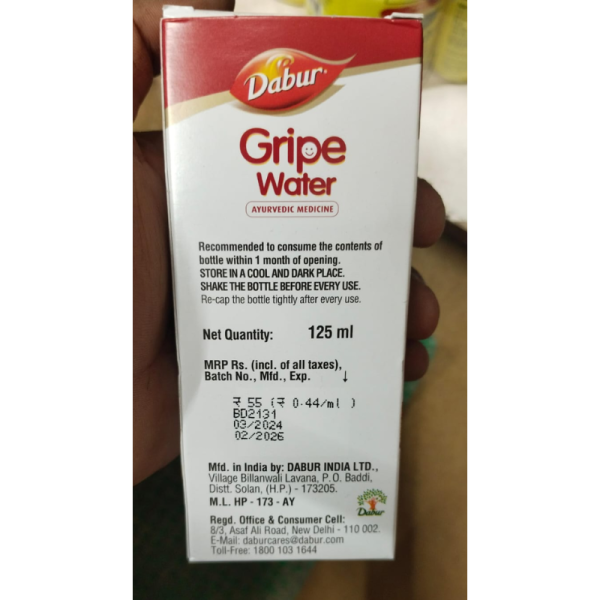 Dabur
Gripe
Water
AYURVEDIC MEDICINE
Recommended to consume the contents of
bottle within 1 month of opening.
STORE IN A COOL AND DARK PLACE.
SHAKE THE BOTTLE BEFORE EVERY USE.
Re-cap the bottle tightly after every use.
Net Quantity: 125 ml
MRP Rs. (incl. of all taxes),
Batch No., Mfd., Exp. ↓
₹ 55 (₹ 0.44/ml )
BD2131
03/2024
02/2026
Mfd. in India by: DABUR INDIA LTD.,
Village Billanwali Lavana, P.O. Baddi,
Distt. Solan, (H.P.) - 173205.
M.L. HP - 173 - AY
Dabur
Regd. Office & Consumer Cell:
8/3, Asaf Ali Road, New Delhi - 110 002.
E-Mail: daburcares@dabur.com
Toll-Free: 1800 103 1644